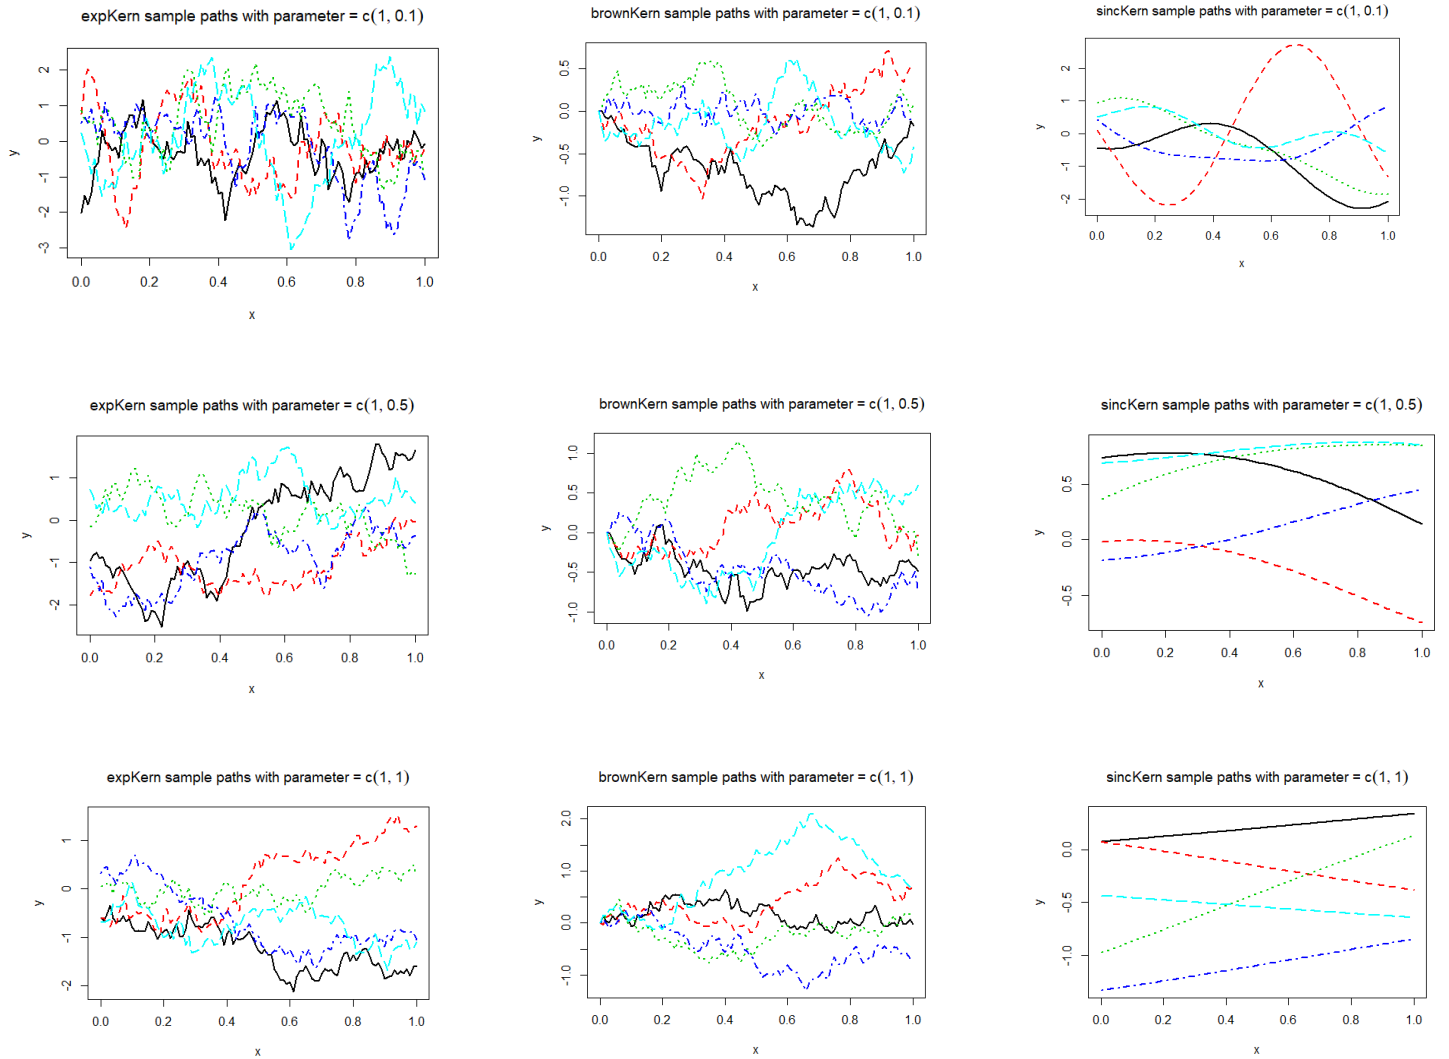 expKern sample paths with parameter = c(1, 0.1)
y
2
1
0
-1
-2
-3
0.0 0.2 0.4 0.6 0.8 1.0
x
brownKern sample paths with parameter = c(1, 0.1)
y
0.5
0.0
-0.5
-1.0
0.0 0.2 0.4 0.6 0.8 1.0
x
sincKern sample paths with parameter = c(1, 0.1)
y
2
1
0
-1
-2
0.0 0.2 0.4 0.6 0.8 1.0
x
expKern sample paths with parameter = c(1, 0.5)
y
1
0
-1
-2
0.0 0.2 0.4 0.6 0.8 1.0
x
brownKern sample paths with parameter = c(1, 0.5)
y
1.0
0.5
0.0
-0.5
-1.0
0.0 0.2 0.4 0.6 0.8 1.0
x
sincKern sample paths with parameter = c(1, 0.5)
y
0.5
0.0
-0.5
0.0 0.2 0.4 0.6 0.8 1.0
x
expKern sample paths with parameter = c(1, 1)
y
1
0
-1
-2
0.0 0.2 0.4 0.6 0.8 1.0
x
brownKern sample paths with parameter = c(1, 1)
y
2.0
1.0
0.0
-1.0
0.0 0.2 0.4 0.6 0.8 1.0
x
sincKern sample paths with parameter = c(1, 1)
y
0.0
-0.5
-1.0
0.0 0.2 0.4 0.6 0.8 1.0
x